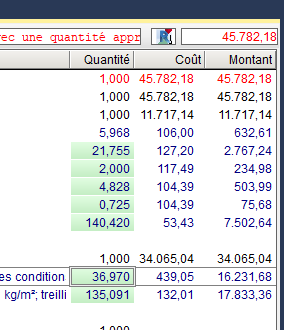 ec une quantité appr 45.782,18
Quantité Coût Montant
1,000 45.782,18 45.782,18
1,000 45.782,18 45.782,18
1,000 11.717,14 11.717,14
5,968 106,00 632,61
21,755 127,20 2.767,24
2,000 117,49 234,98
4,828 104,39 503,99
0,725 104,39 75,68
140,420 53,43 7.502,64
1,000 34.065,04 34.065,04
es condition 36,970 439,05 16.231,68
kg/m²; treilli 135,091 132,01 17.833,36